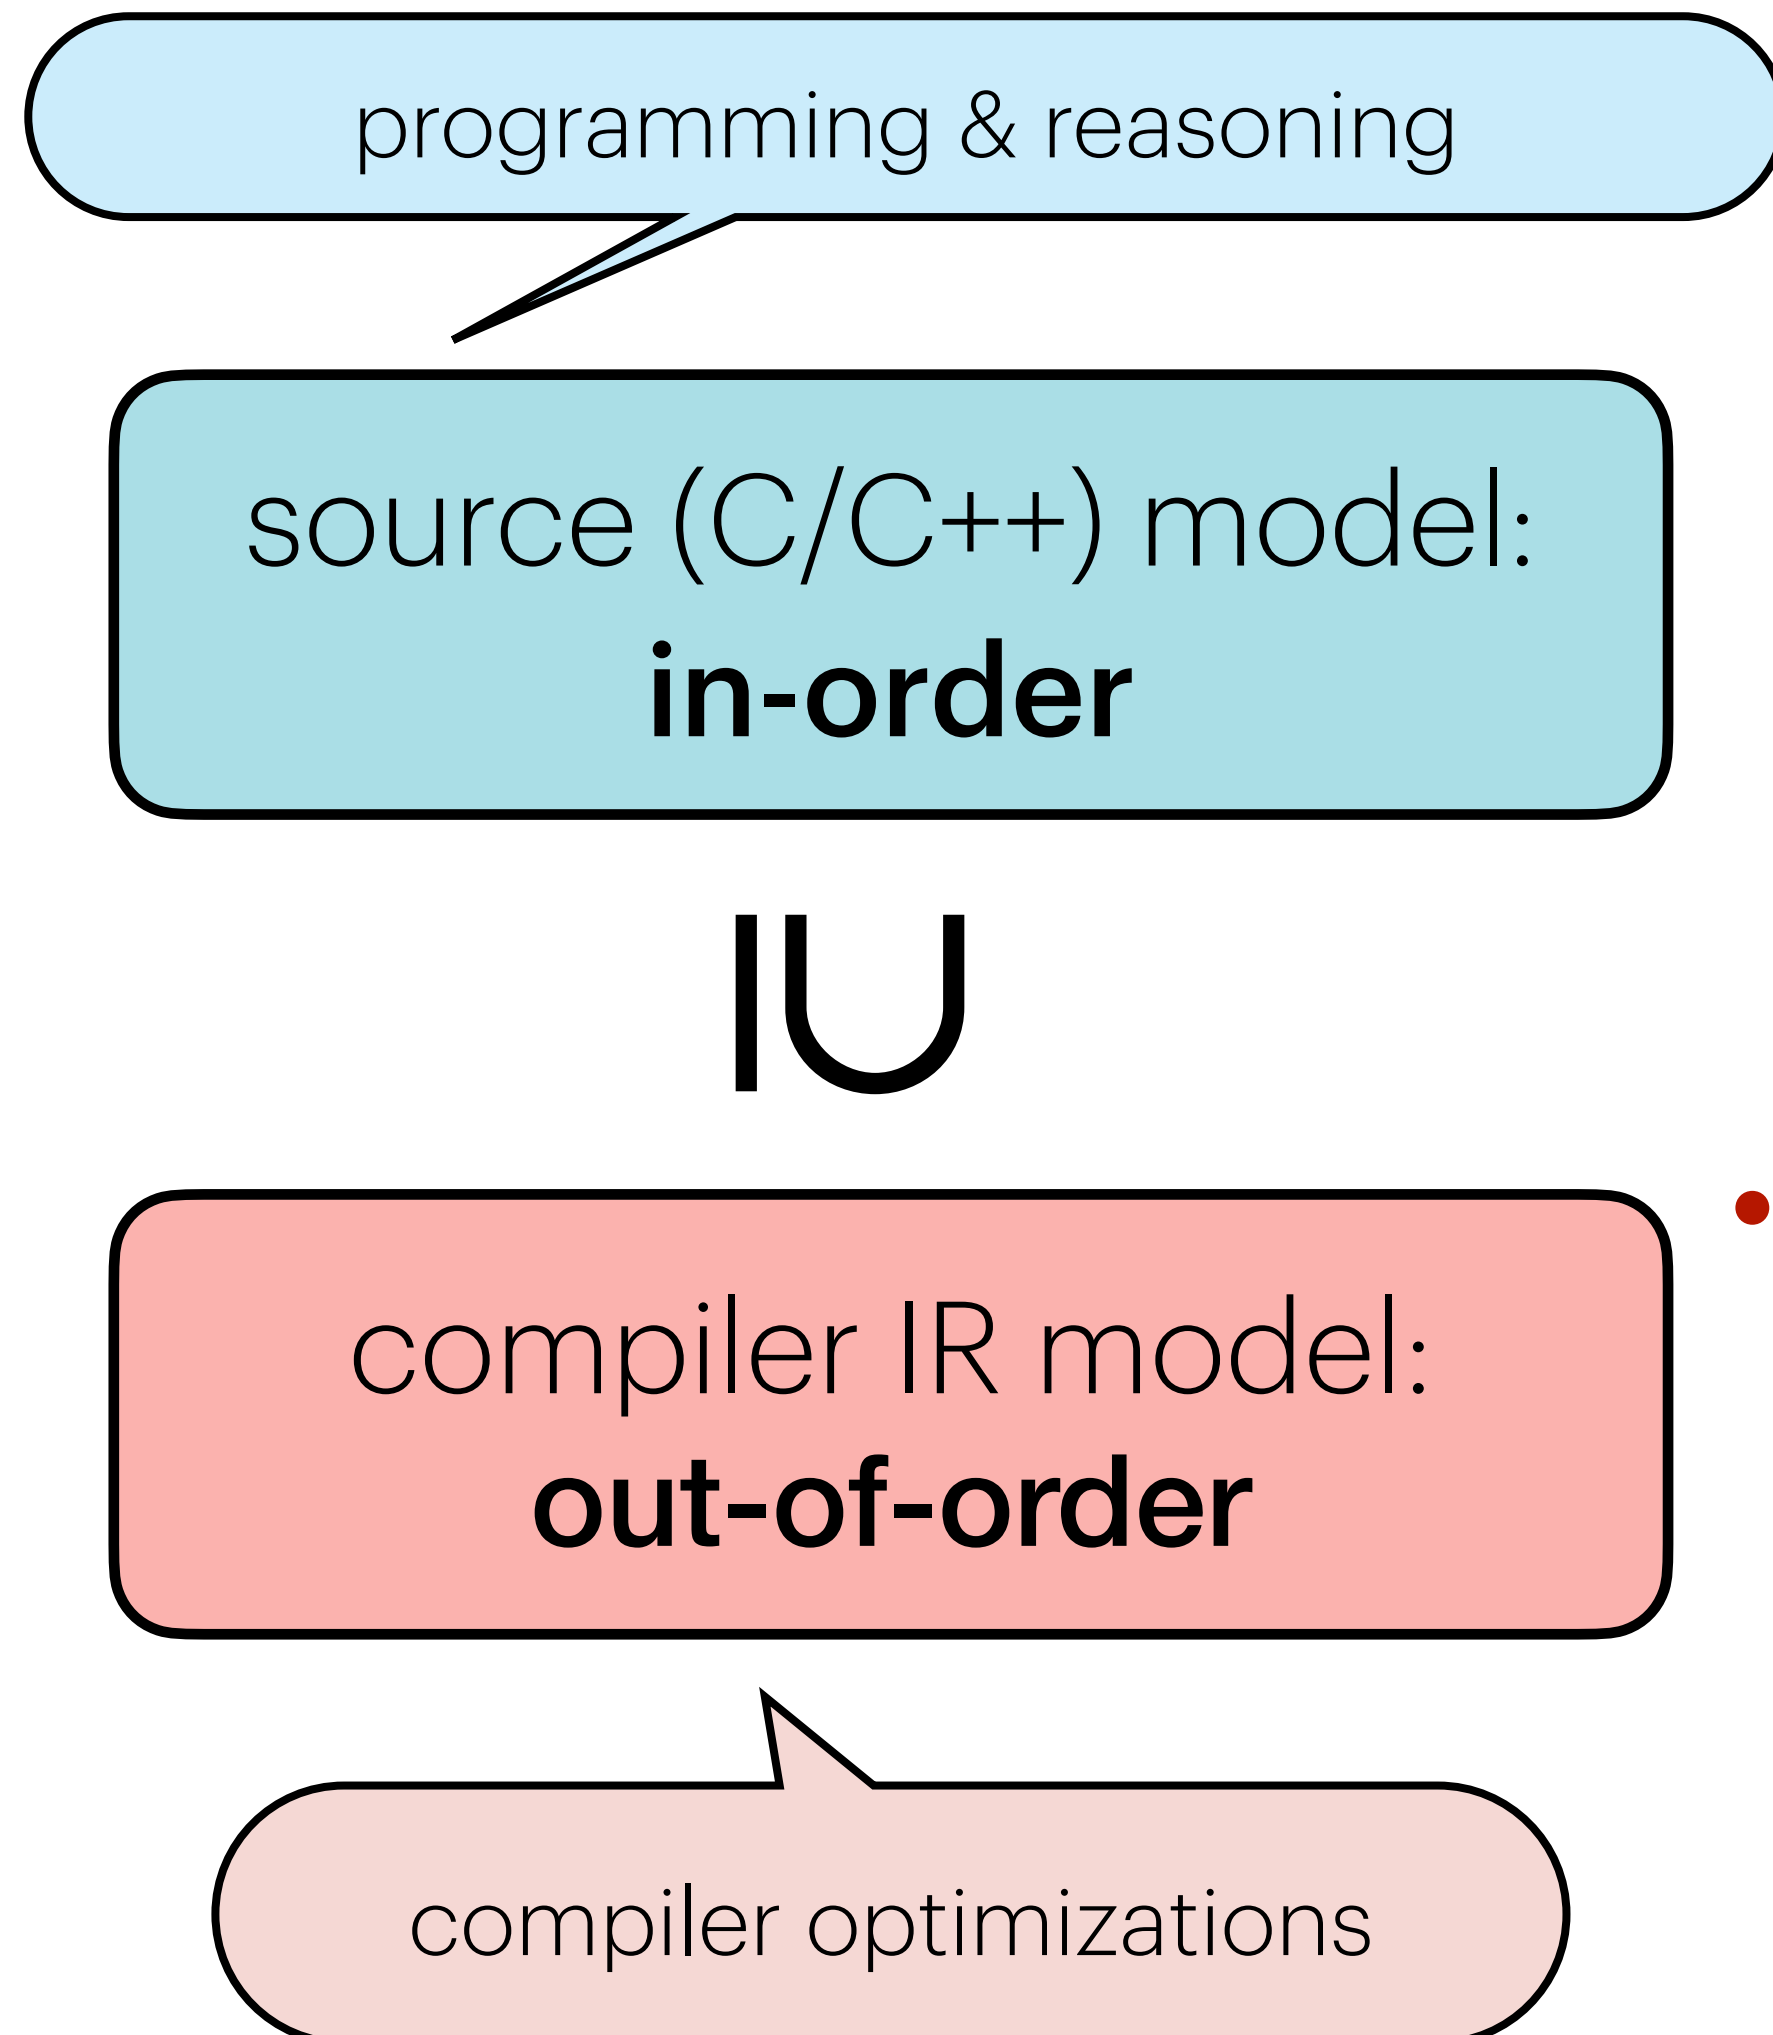 programming & reasoning
source (C/C++) model:
in-order
⊆
compiler IR model:
out-of-order
compiler optimizations